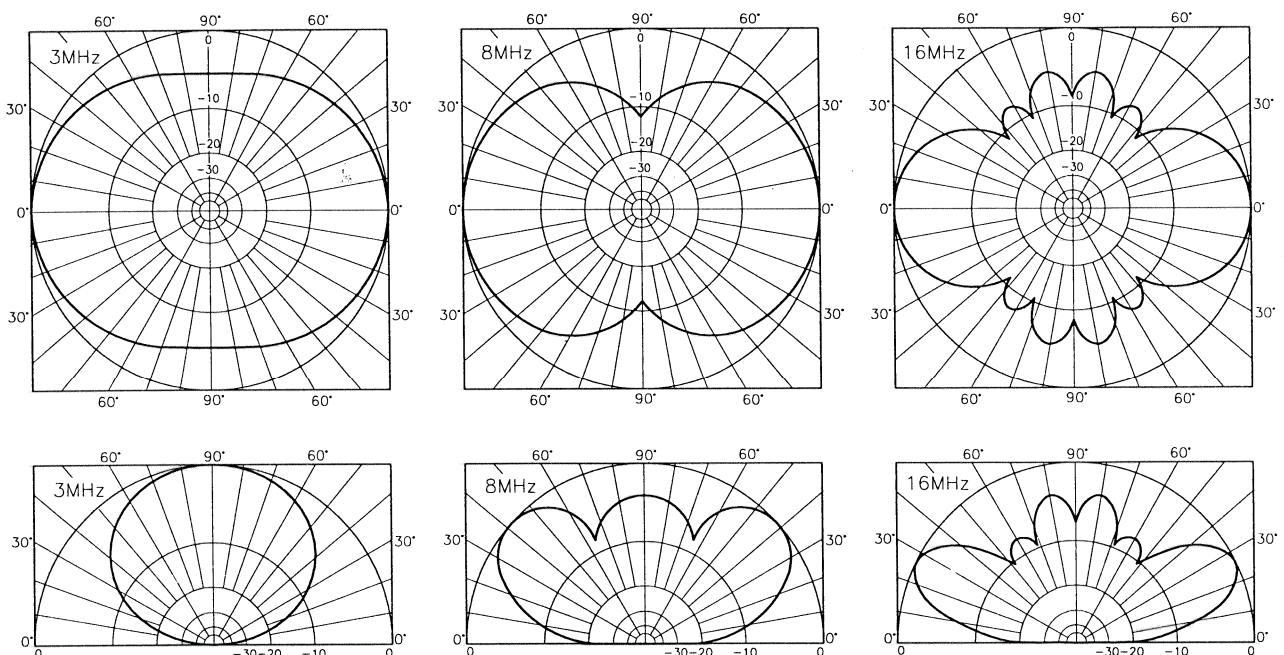 60° 90° 60° 60° 90° 60° 60° 90° 60°
3MHz 0 8MHz 0 16MHz 0
30° -10 30° 30° -10 30° 30° -0 30°
-20 -20 -20
-30 -30 -30
0° 0° 0° 0° 0° 0°
30° 30° 30° 30° 30° 30°
60° 90° 60° 60° 90° 60° 60° 90° 60°
60° 90° 60° 60° 90° 60° 60° 90° 60°
3MHz 8MHz 16MHz
30° 30° 30° 30° 30° 30°
0° 0° 0° 0° 0° 0°
-30-20 -10 0 0 -30-20 -10 0 0 -30-20 -10 0